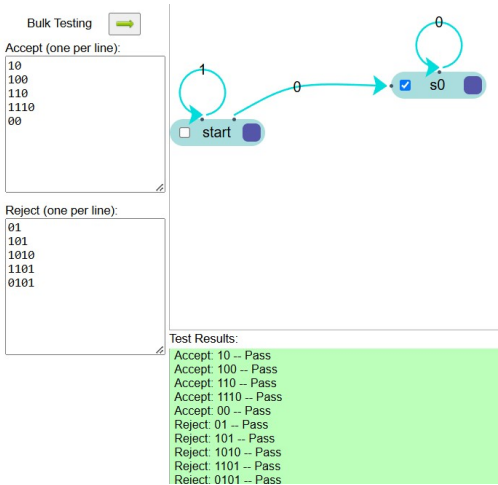 Bulk Testing
Accept (one per line):
10
100
110
1110
00
Reject (one per line):
01
101
1010
1101
0101
1
0
0
start
s0
Test Results:
Accept: 10 -- Pass
Accept: 100 -- Pass
Accept: 110 -- Pass
Accept: 1110 -- Pass
Accept: 00 -- Pass
Reject: 01 -- Pass
Reject: 101 -- Pass
Reject: 1010 -- Pass
Reject: 1101 -- Pass
Reject: 0101 -- Pass